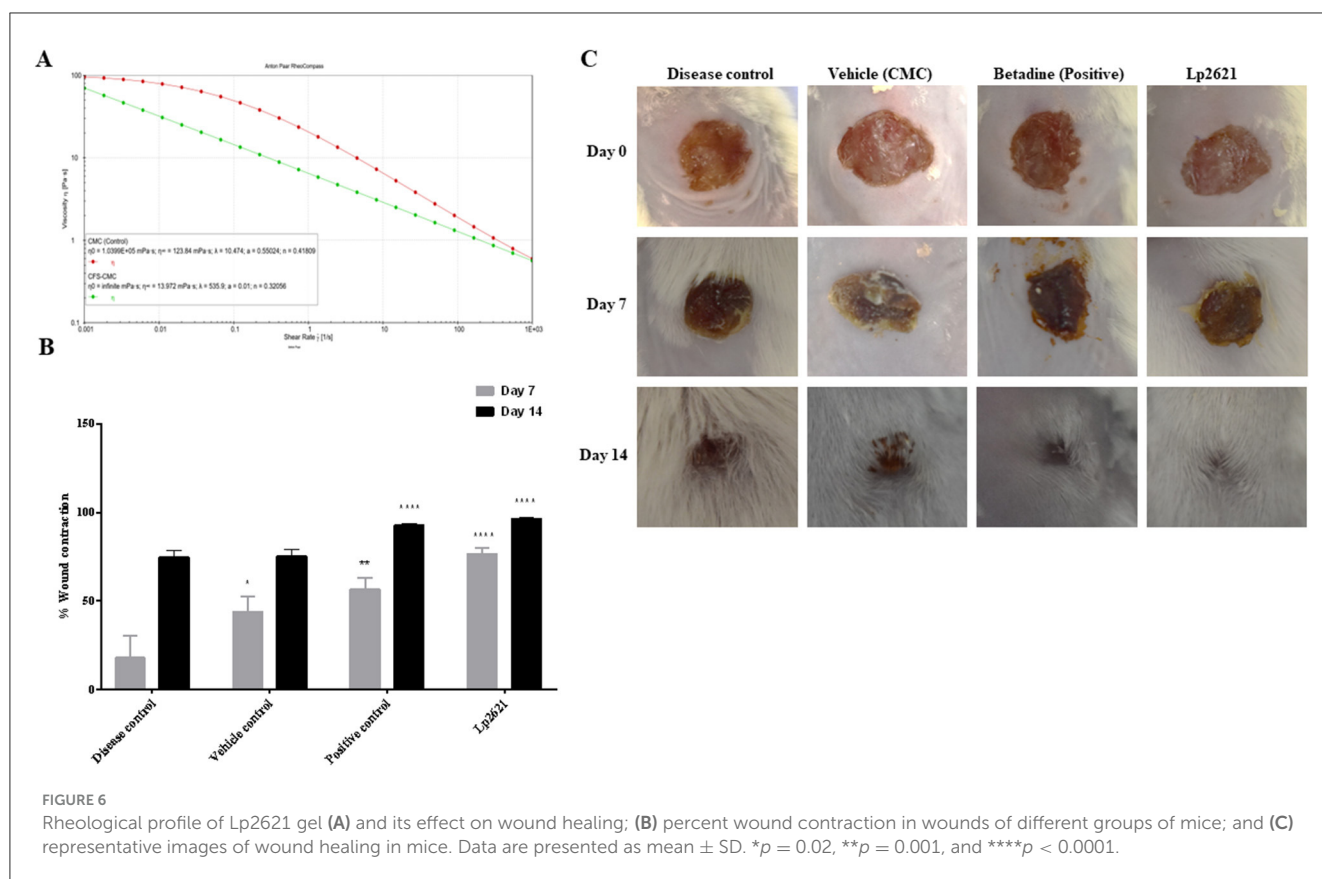 A
Anton Paar RheoCompass
100
10
1
0.1
Viscosity η [Pa·s]
CMC (Control)
η0 = 1.0399E+05 mPa·s; η∞ = 123.84 mPa·s; λ = 10.474; a = 0.55024; n = 0.41809
η
CFS-CMC
η0 = infinite mPa·s; η∞ = 13.972 mPa·s; λ = 535.9; a = 0.01; n = 0.32056
η
0.001 0.01 0.1 1 10 100 1E+03
Shear Rate γ̇ [1/s]
B
Day 7
Day 14
150
100
50
0
% Wound contraction
* ** **** **** ****
Disease control Vehicle control Positive control Lp2621
C
Disease control Vehicle (CMC) Betadine (Positive) Lp2621
Day 0
Day 7
Day 14
FIGURE 6
Rheological profile of Lp2621 gel (A) and its effect on wound healing; (B) percent wound contraction in wounds of different groups of mice; and (C)
representative images of wound healing in mice. Data are presented as mean ± SD. *p = 0.02, **p = 0.001, and ****p < 0.0001.